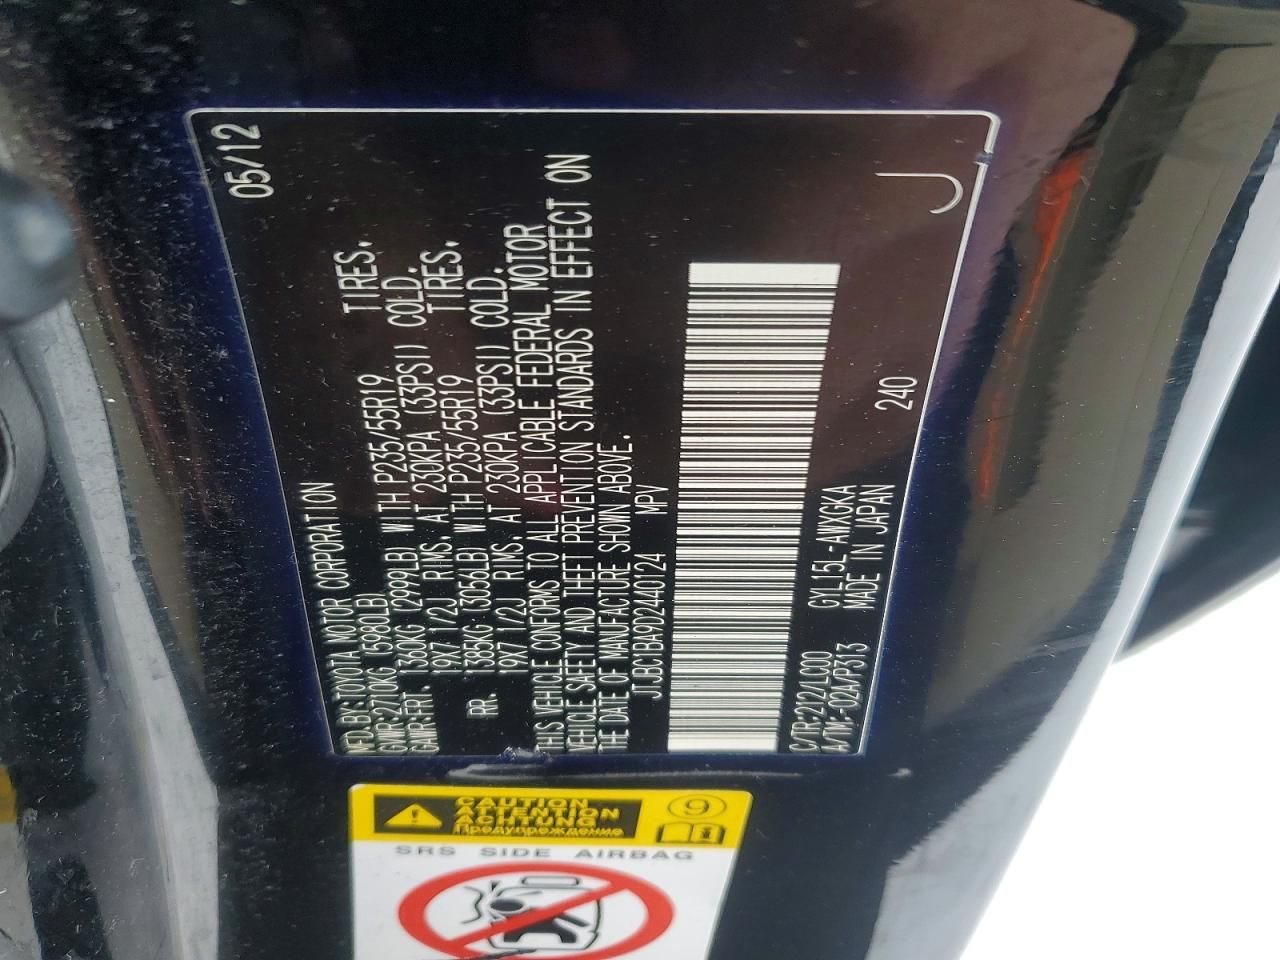 MFD.BY:TOYOTA MOTOR CORPORATION 05/12
GVWR:2710KG (5980LB)
GAWR:FRT. 1360KG (2999LB) WITH P235/55R19 TIRES.
19X7 1/2J RIMS. AT 230KPA (33PSI) COLD.
RR. 1385KG (3056LB) WITH P235/55R19 TIRES.
19X7 1/2J RIMS. AT 230KPA (33PSI) COLD.
THIS VEHICLE CONFORMS TO ALL APPLICABLE FEDERAL MOTOR
VEHICLE SAFETY AND THEFT PREVENTION STANDARDS IN EFFECT ON
THE DATE OF MANUFACTURE SHOWN ABOVE.
JTJBC1BA9D2440124 MPV
C/TR:212/LC00 GYL15L-AWXGKA 240
A/TM:-02A/P313 MADE IN JAPAN
J
CAUTION
ATTENTION
ACHTUNG
Предупреждение
9
i
SRS SIDE AIRBAG